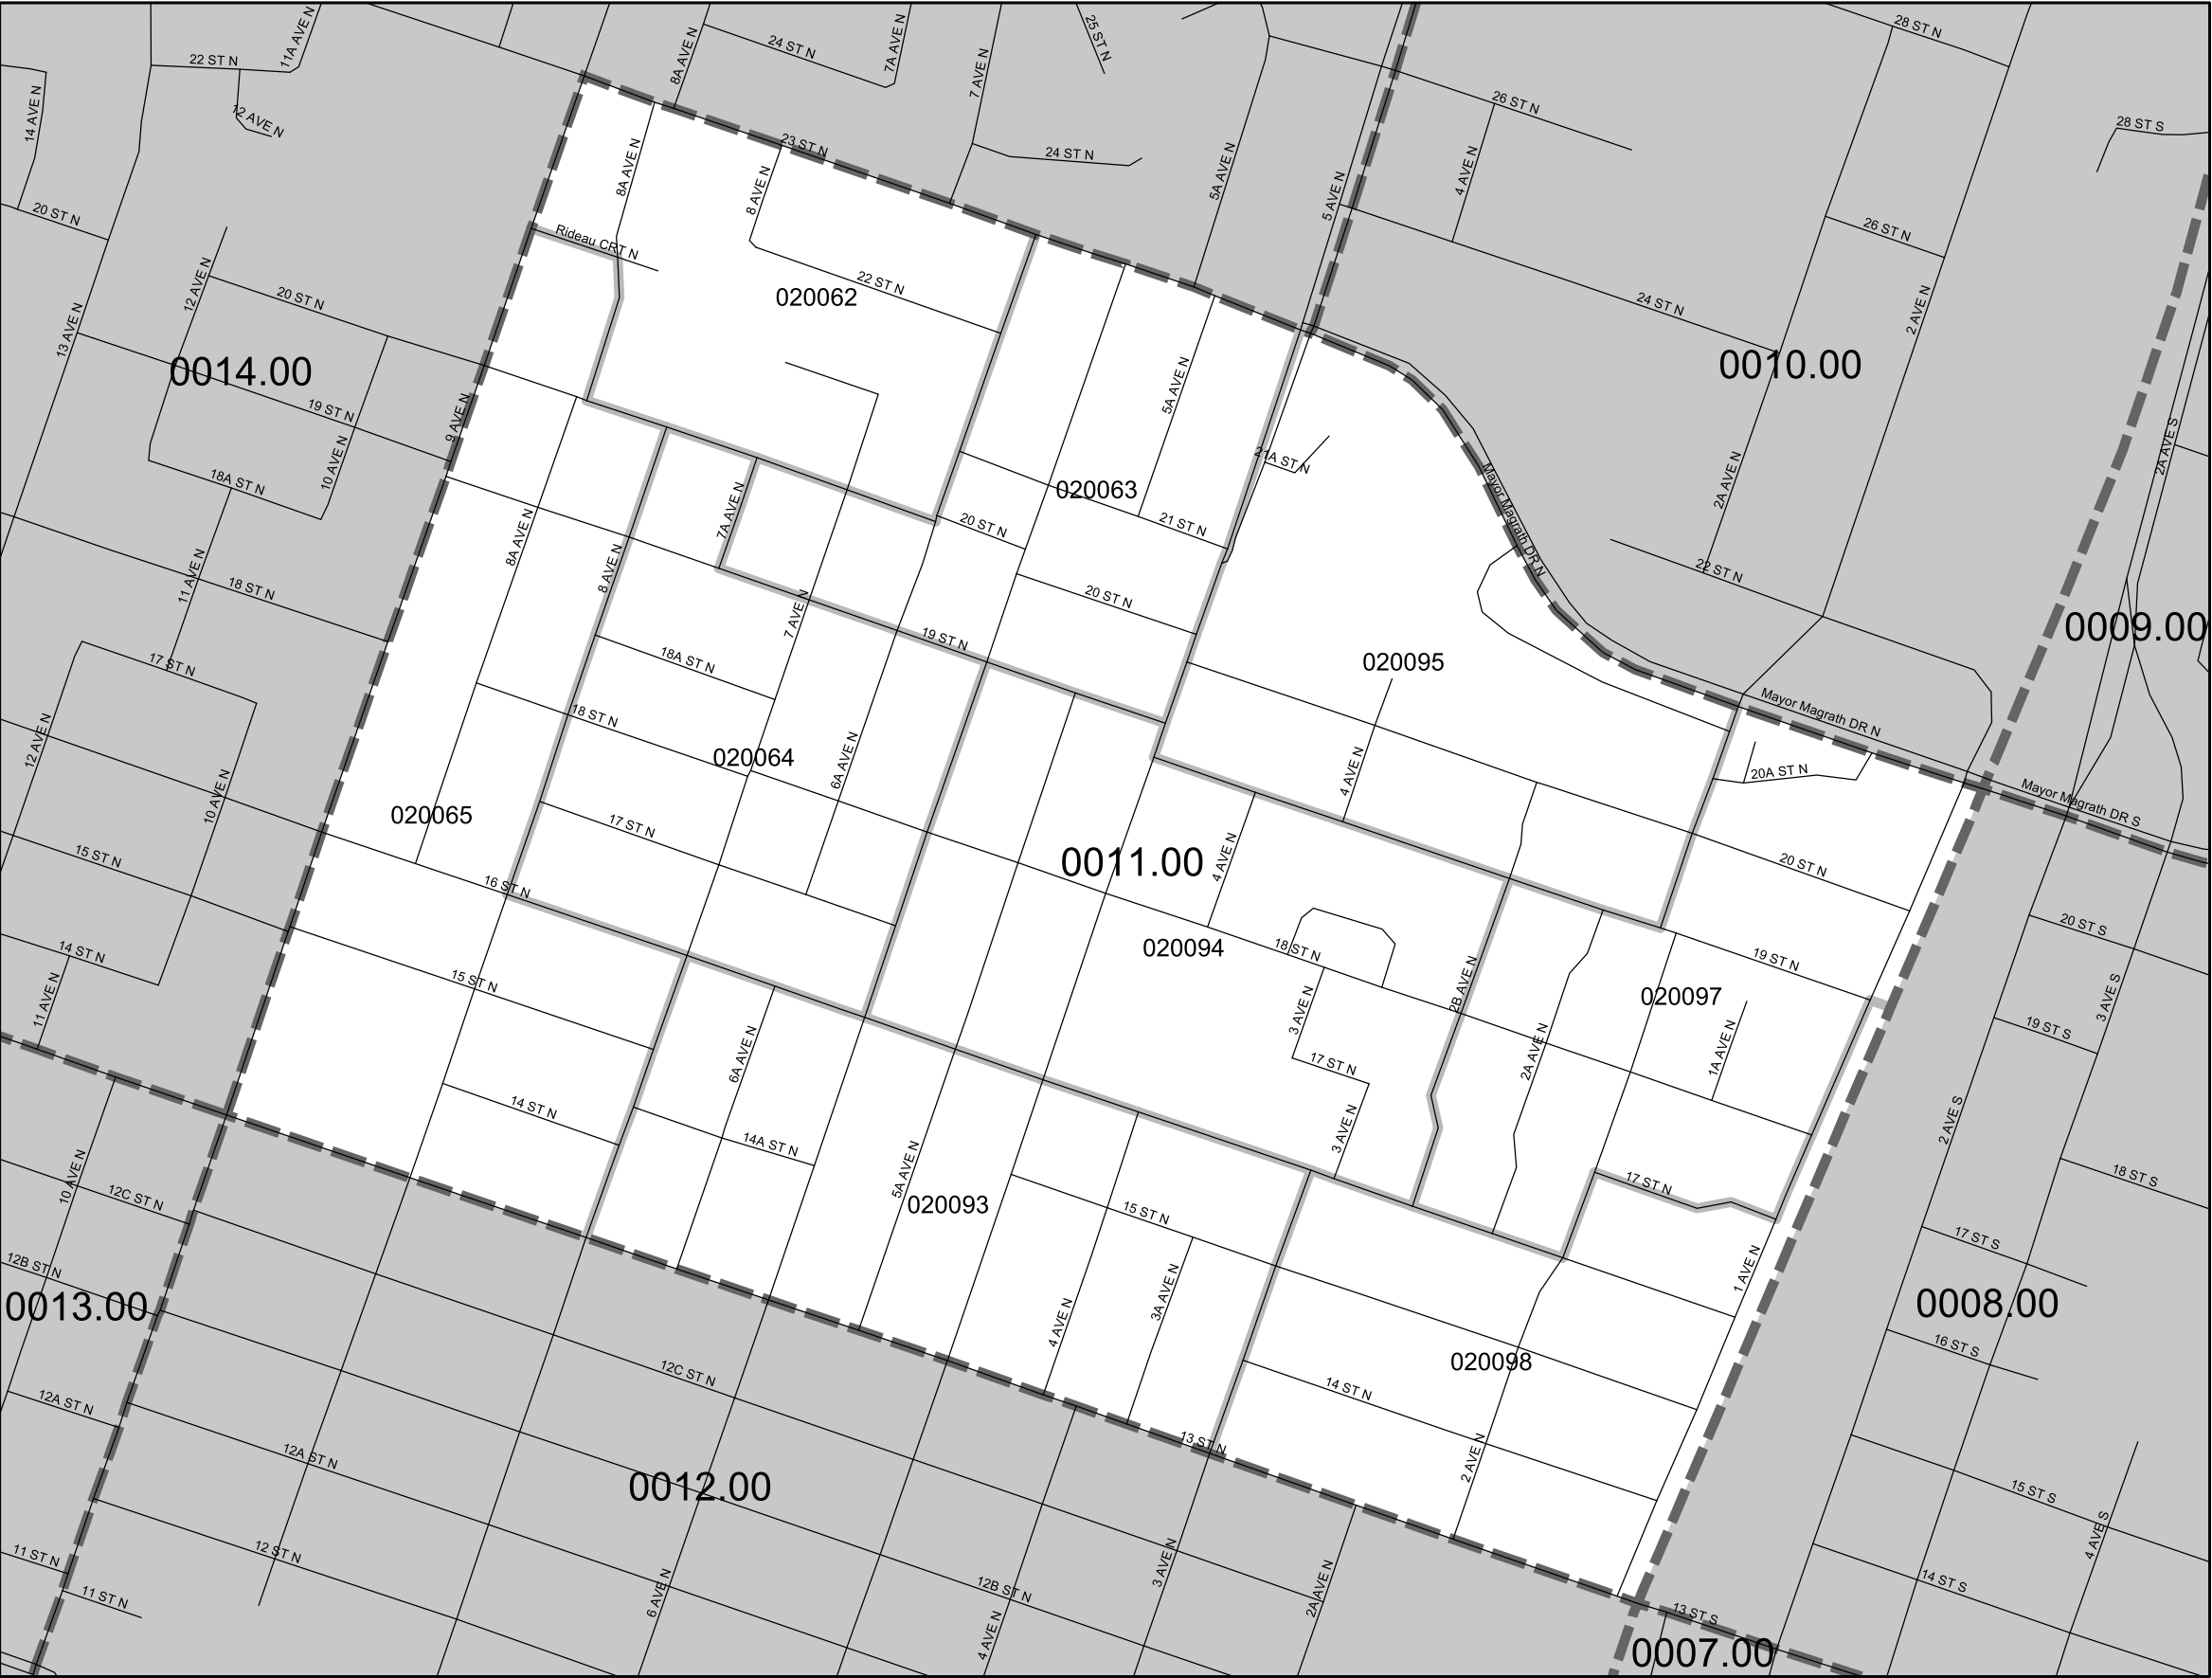 28 ST N
25 ST N
11A AVE N
7A AVE N
8A AVE N
24 ST N
7 AVE N
22 ST N
26 ST N
14 AVE N
12 AVE N
28 ST S
23 ST N
24 ST N
8A AVE N
8 AVE N
5A AVE N
4 AVE N
5 AVE N
20 ST N
26 ST N
Rideau CRT N
12 AVE N
22 ST N
020062
20 ST N
24 ST N
2 AVE N
13 AVE N
0014.00
0010.00
5A AVE N
19 ST N
9 AVE N
2A AVE S
10 AVE N
21A ST N
18A ST N
020063
2A AVE N
Mayor Magrath DR N
7A AVE N
20 ST N
21 ST N
8A AVE N
8 AVE N
11 AVE N
22 ST N
18 ST N
20 ST N
7 AVE N
19 ST N
0009.00
17 ST N
18A ST N
020095
Mayor Magrath DR N
18 ST N
12 AVE N
020064
6A AVE N
4 AVE N
20A ST N
10 AVE N
Mayor Magrath DR S
020065
17 ST N
15 ST N
4 AVE N
0011.00
20 ST N
16 ST N
20 ST S
14 ST N
020094
18 ST N
19 ST N
15 ST N
2B AVE N
020097
11 AVE N
3 AVE N
3 AVE S
19 ST S
2A AVE N
1A AVE N
6A AVE N
17 ST N
14 ST N
2 AVE S
3 AVE N
14A ST N
10 AVE N
5A AVE N
17 ST N
18 ST S
12C ST N
020093
15 ST N
17 ST S
12B ST N
1 AVE N
3A AVE N
0013.00
0008.00
4 AVE N
16 ST S
020098
12C ST N
14 ST N
12A ST N
13 ST N
12A ST N
2 AVE N
0012.00
15 ST S
4 AVE S
12 ST N
11 ST N
3 AVE N
14 ST S
12B ST N
2A AVE N
11 ST N
6 AVE N
13 ST S
4 AVE N
0007.00